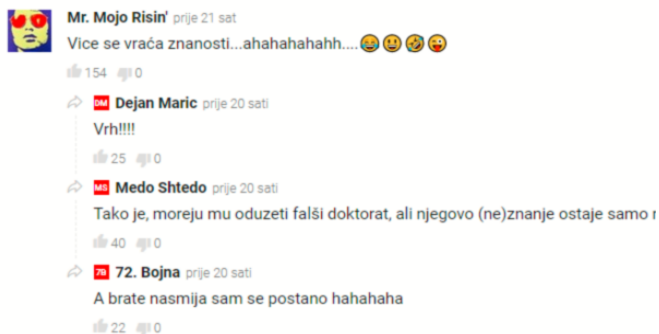 Mr. Mojo Risin' prije 21 sat
Vice se vraća znanosti...ahahahahahh....😂😃🤣😜
154 0
DM Dejan Maric prije 20 sati
Vrh!!!!
25 0
MS Medo Shtedo prije 20 sati
Tako je, moreju mu oduzeti falši doktorat, ali njegovo (ne)znanje ostaje samo
40 0
7B 72. Bojna prije 20 sati
A brate nasmija sam se postano hahahaha
22 0